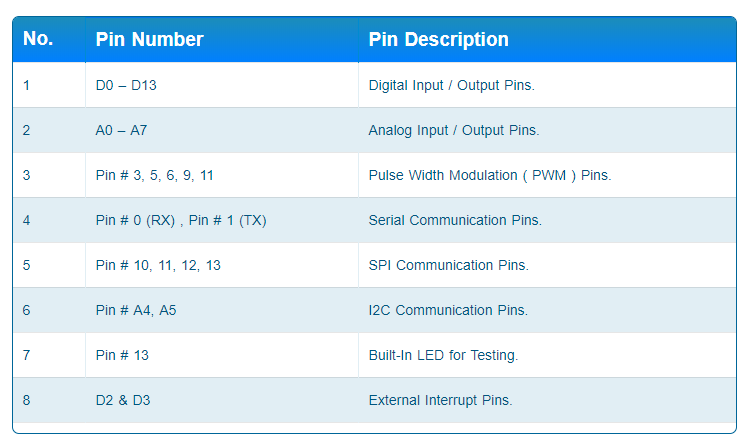 No. Pin Number Pin Description
1 D0 – D13 Digital Input / Output Pins.
2 A0 – A7 Analog Input / Output Pins.
3 Pin # 3, 5, 6, 9, 11 Pulse Width Modulation ( PWM ) Pins.
4 Pin # 0 (RX) , Pin # 1 (TX) Serial Communication Pins.
5 Pin # 10, 11, 12, 13 SPI Communication Pins.
6 Pin # A4, A5 I2C Communication Pins.
7 Pin # 13 Built-In LED for Testing.
8 D2 & D3 External Interrupt Pins.